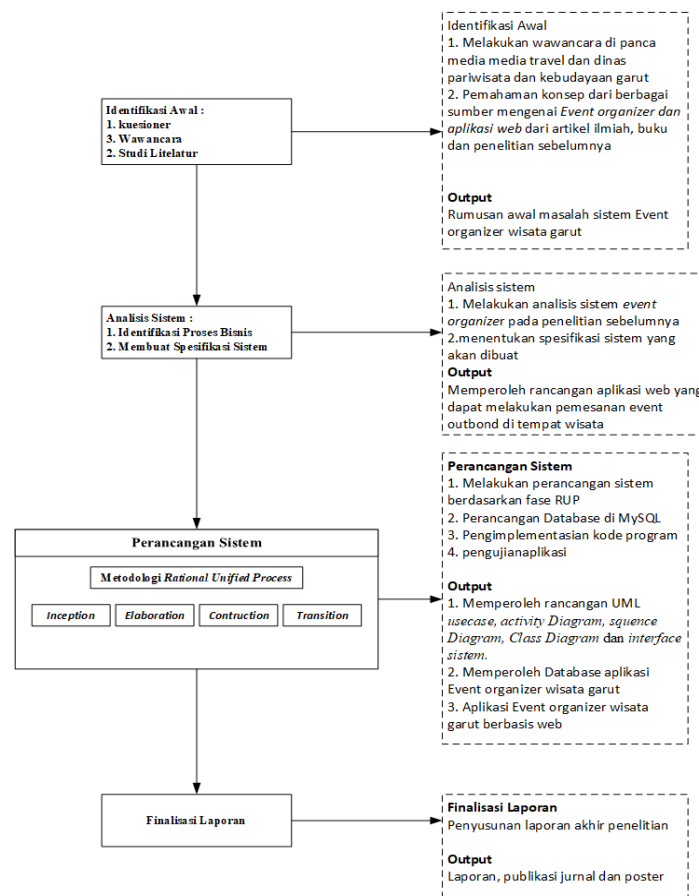 Identifikasi Awal :
1. kuesioner
3. Wawancara
2. Studi Litelatur
Identifikasi Awal
1. Melakukan wawancara di panca
media media travel dan dinas
pariwisata dan kebudayaan garut
2. Pemahaman konsep dari berbagai
sumber mengenai Event organizer dan
aplikasi web dari artikel ilmiah, buku
dan penelitian sebelumnya
Output
Rumusan awal masalah sistem Event
organizer wisata garut
Analisis Sistem :
1. Identifikasi Proses Bisnis
2. Membuat Spesifikasi Sistem
Analisis sistem
1. Melakukan analisis sistem event
organizer pada penelitian sebelumnya
2.menentukan spesifikasi sistem yang
akan dibuat
Output
Memperoleh rancangan aplikasi web yang
dapat melakukan pemesanan event
outbond di tempat wisata
Perancangan Sistem
Metodologi Rational Unified Process
Inception
Elaboration
Contruction
Transition
Perancangan Sistem
1. Melakukan perancangan sistem
berdasarkan fase RUP
2. Perancangan Database di MySQL
3. Pengimplementasian kode program
4. pengujianaplikasi
Output
1. Memperoleh rancangan UML
usecase, activity Diagram, squence
Diagram, Class Diagram dan interface
sistem.
2. Memperoleh Database aplikasi
Event organizer wisata garut
3. Aplikasi Event organizer wisata
garut berbasis web
Finalisasi Laporan
Finalisasi Laporan
Penyusunan laporan akhir penelitian
Output
Laporan, publikasi jurnal dan poster